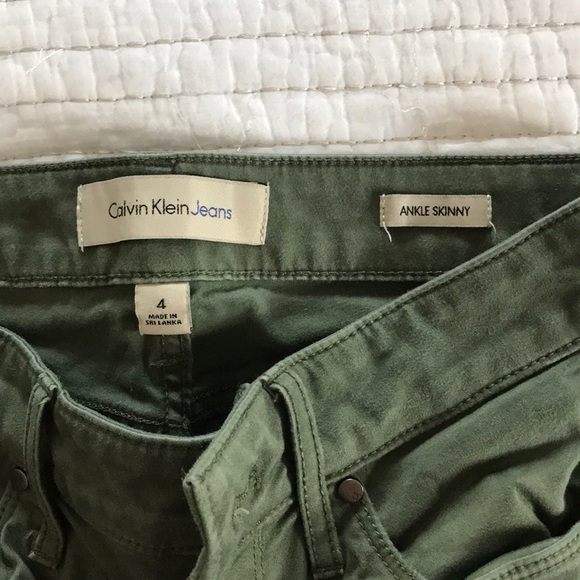 Calvin Klein Jeans
ANKLE SKINNY
4
MADE IN
SRI LANKA